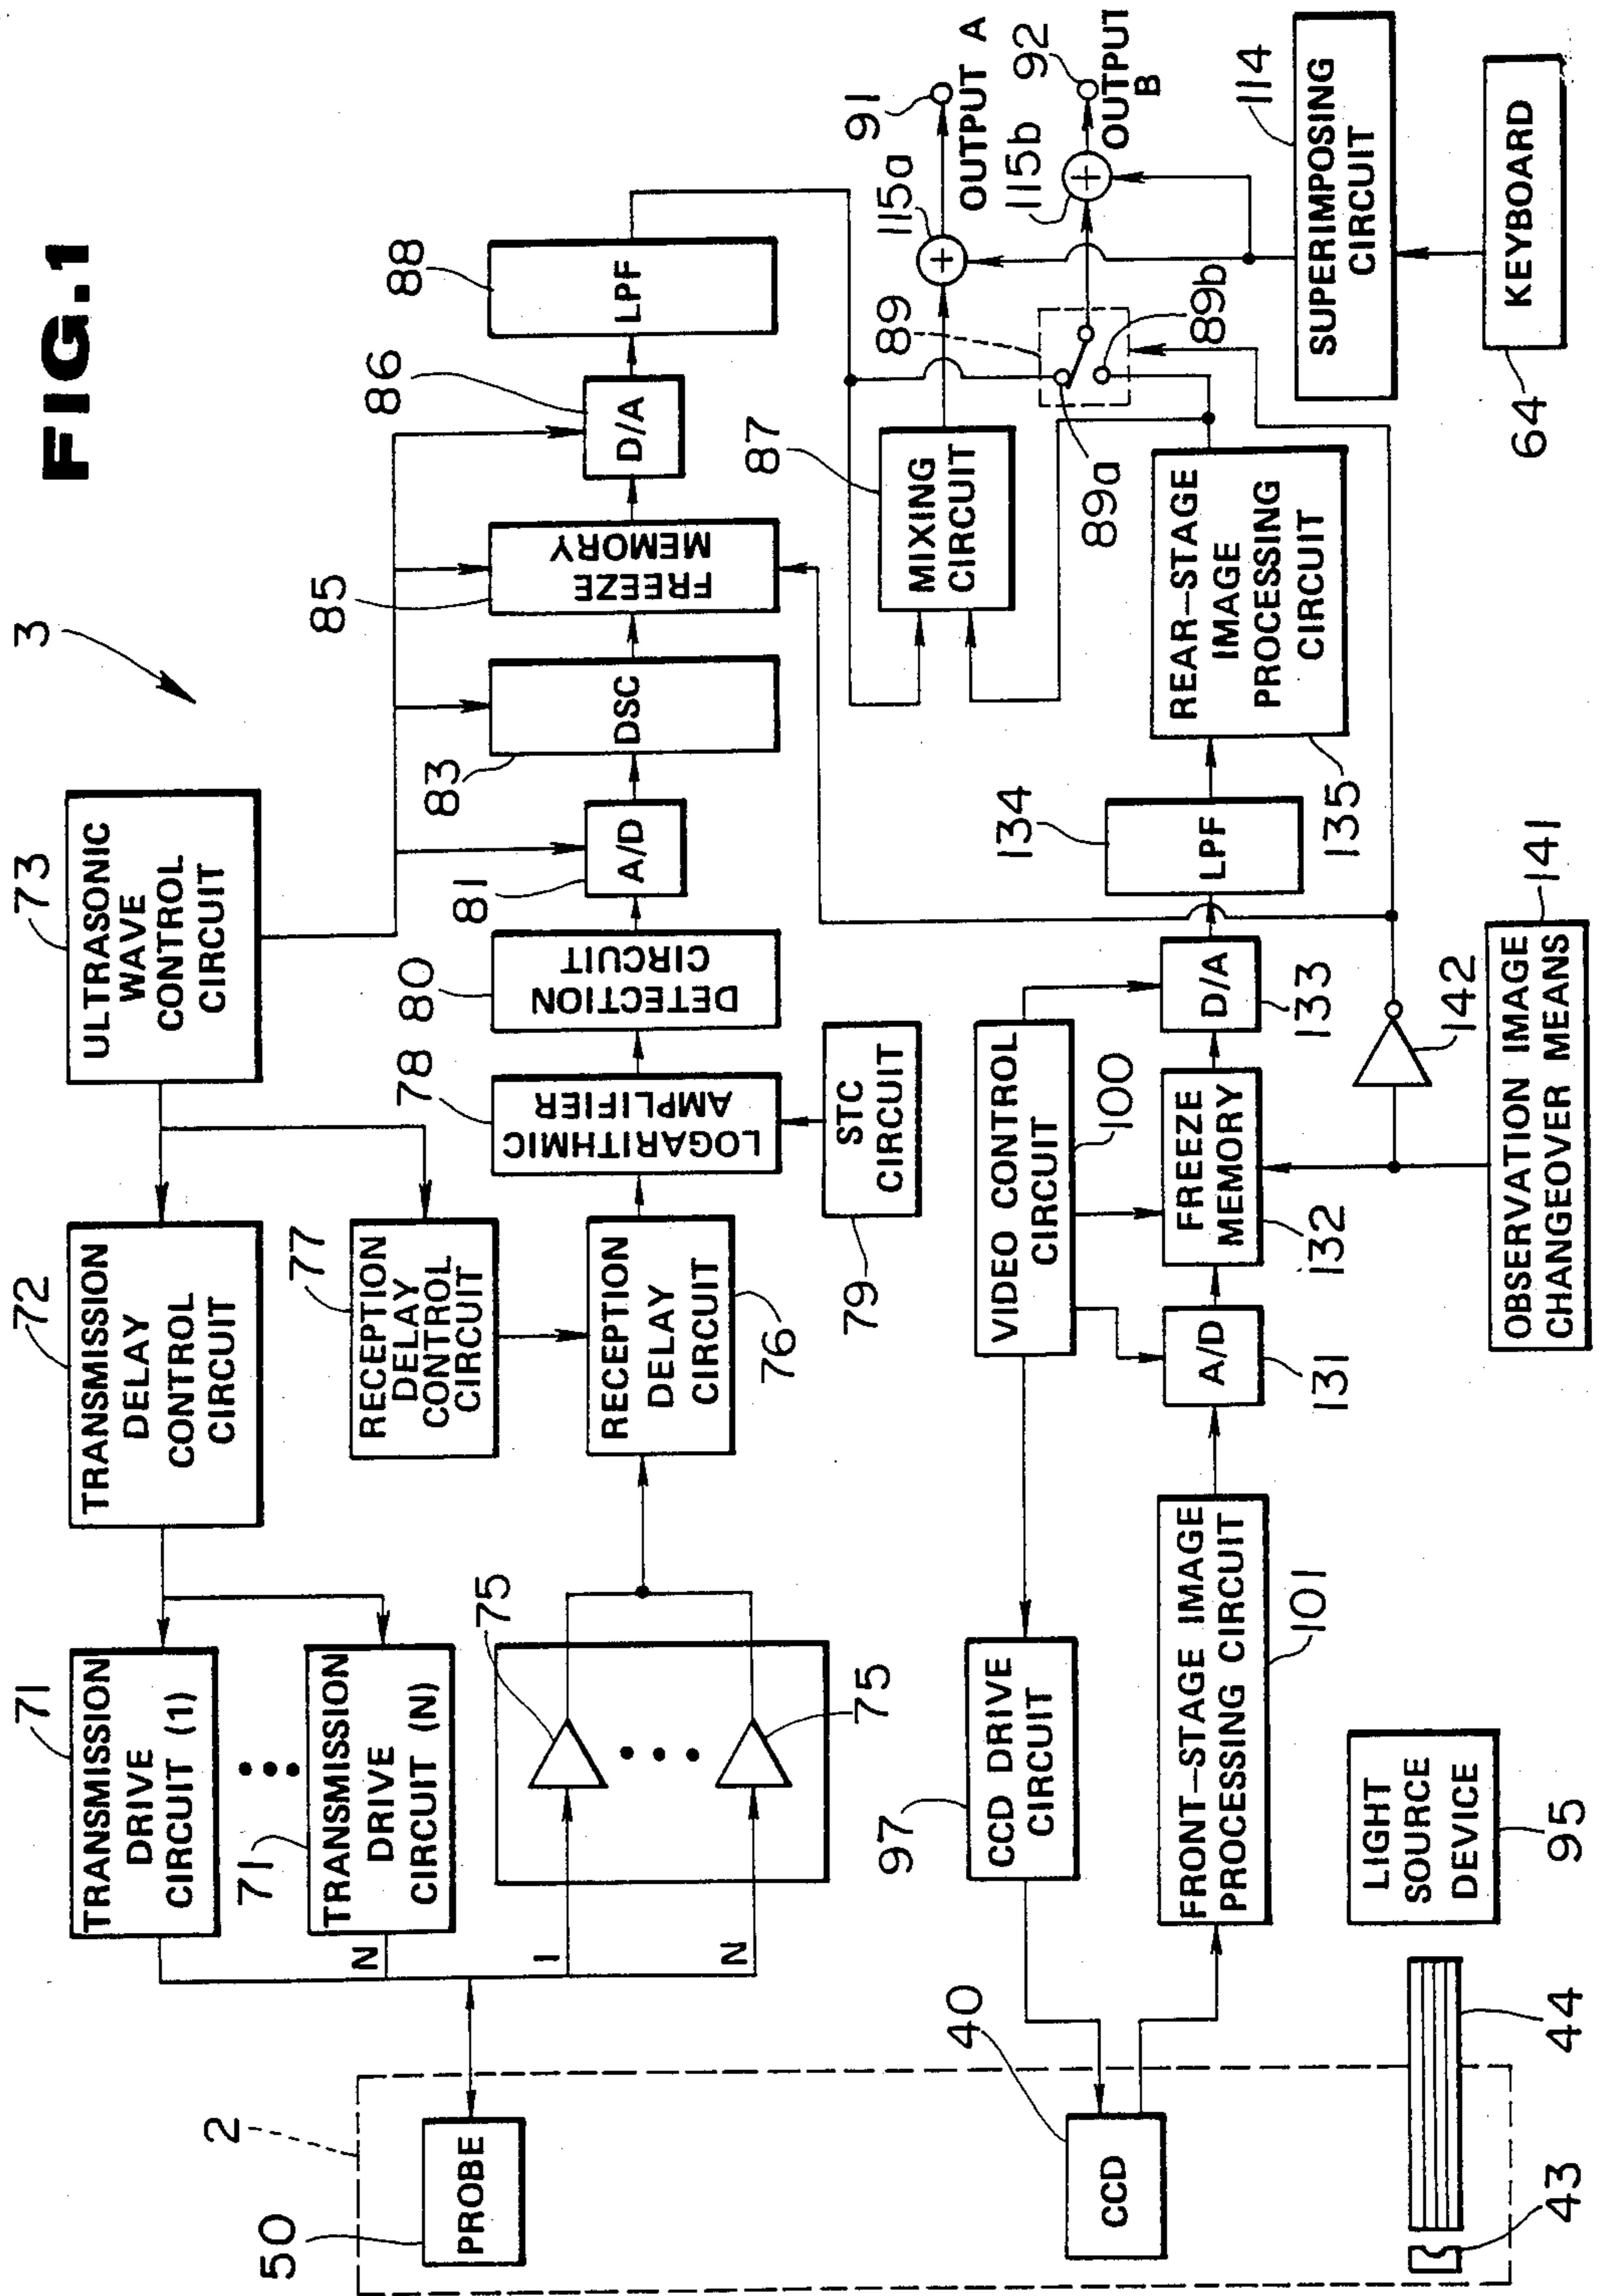 FIG.1
3
73
ULTRASONIC
WAVE
CONTROL
CIRCUIT
72
TRANSMISSION
DELAY
CONTROL
CIRCUIT
71
TRANSMISSION
DRIVE
CIRCUIT (1)
71
TRANSMISSION
DRIVE
CIRCUIT (N)
N
1
N
2
50
PROBE
75
75
77
RECEPTION
DELAY
CONTROL
CIRCUIT
RECEPTION
DELAY
CIRCUIT
76
78
LOGARITHMIC
AMPLIFIER
STC
CIRCUIT
79
80
DETECTION
CIRCUIT
81
A/D
83
DSC
85
FREEZE
MEMORY
86
D/A
88
LPF
87
MIXING
CIRCUIT
89
89a
89b
115a
91
OUTPUT A
115b
92
OUTPUT
B
114
SUPERIMPOSING
CIRCUIT
KEYBOARD
64
40
CCD
97
CCD DRIVE
CIRCUIT
VIDEO CONTROL
CIRCUIT
100
FRONT-STAGE IMAGE
PROCESSING CIRCUIT
101
A/D
131
FREEZE
MEMORY
132
D/A
133
134
LPF
REAR-STAGE
IMAGE
PROCESSING
CIRCUIT
135
142
OBSERVATION IMAGE
CHANGEOVER MEANS
141
LIGHT
SOURCE
DEVICE
95
44
43